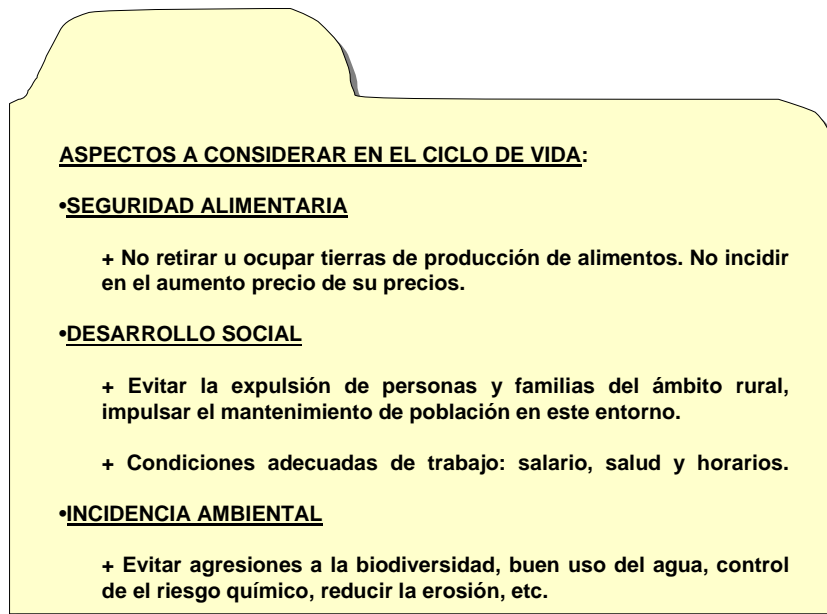 ASPECTOS A CONSIDERAR EN EL CICLO DE VIDA:
•SEGURIDAD ALIMENTARIA
+ No retirar u ocupar tierras de producción de alimentos. No incidir
en el aumento precio de su precios.
•DESARROLLO SOCIAL
+ Evitar la expulsión de personas y familias del ámbito rural,
impulsar el mantenimiento de población en este entorno.
+ Condiciones adecuadas de trabajo: salario, salud y horarios.
•INCIDENCIA AMBIENTAL
+ Evitar agresiones a la biodiversidad, buen uso del agua, control
de el riesgo químico, reducir la erosión, etc.